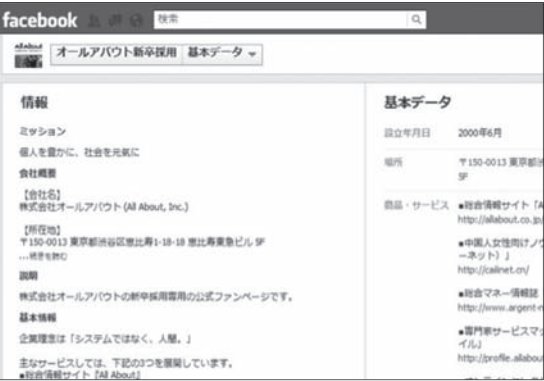 facebook
検索
allabout
オールアバウト新卒採用 基本データ
情報
ミッション
個人を豊かに、社会を元気に
会社概要
【会社名】
株式会社オールアバウト (All About, Inc.)
【所在地】
〒150-0013 東京都渋谷区恵比寿1-18-18 恵比寿東急ビル 5F
...続きを読む
説明
株式会社オールアバウトの新卒採用専用の公式ファンページです。
基本情報
企業理念は「システムではなく、人間。」
主なサービスとしては、下記の3つを展開しています。
■総合情報サイト『All About』
基本データ
設立年月日 2000年6月
場所 〒150-0013 東京都渋
5F
商品・サービス ■総合情報サイト「A
http://allabout.co.jp/
■中国人女性向けノウ
ーネット）」
http://cailinet.cn/
■総合マネー情報誌
http://www.argent-n
■専門家サービスマッ
イル」
http://profile.allabou